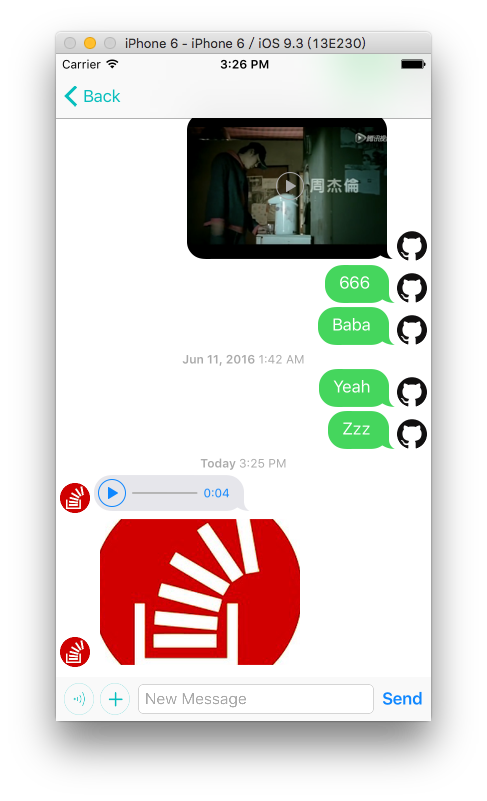 iPhone 6 - iPhone 6 / iOS 9.3 (13E230)
Carrier 3:26 PM
Back
腾讯视频
周杰倫
666
Baba
Jun 11, 2016 1:42 AM
Yeah
Zzz
Today 3:25 PM
0:04
New Message Send